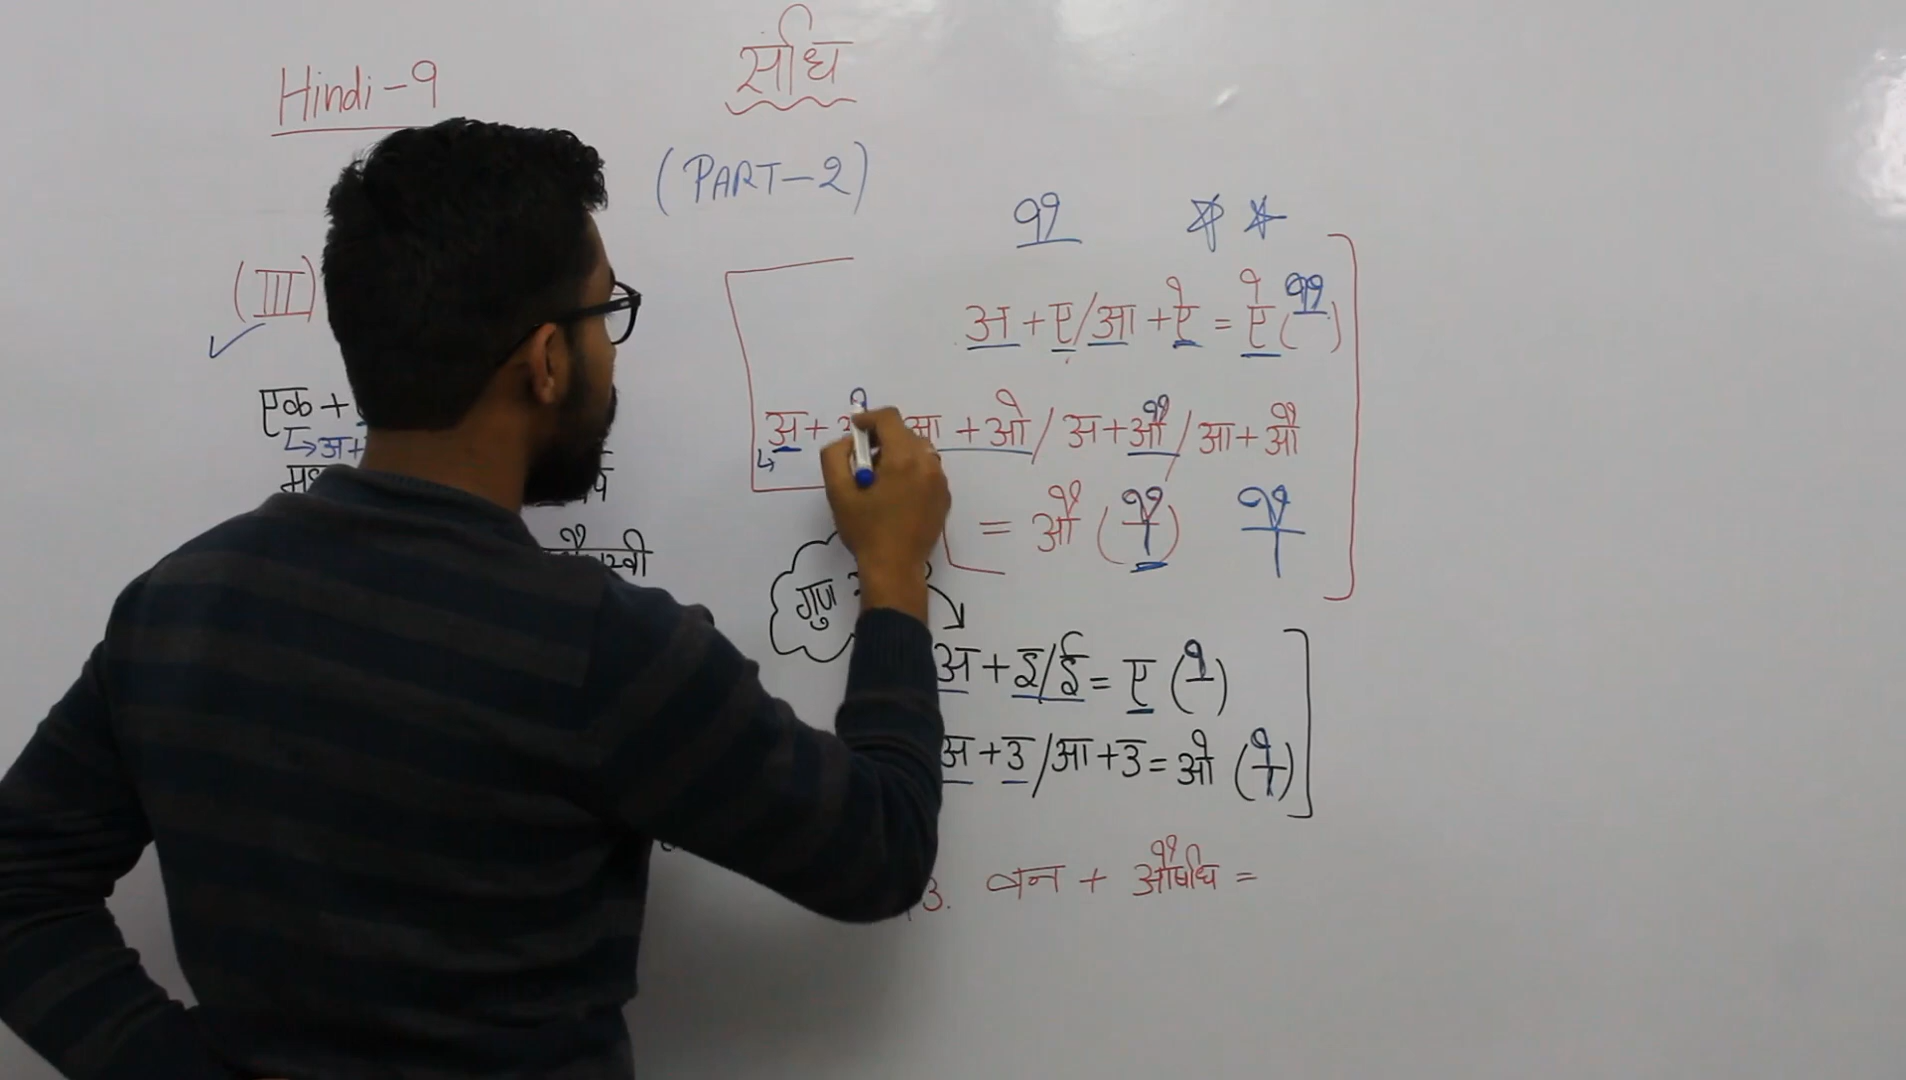 Hindi-9
संधि
(PART-2)
(III)
अ + ए/आ + ऐ = ऐ ( ै )
अ + आ + ओ / अ + औ / आ + औ
= औ ( ौ ) ौ
एक +
↳अ+
गुण
अ + इ/ई = ए ( े )
अ + उ/आ + उ = ओ ( ो )
3. वन + औषधि =